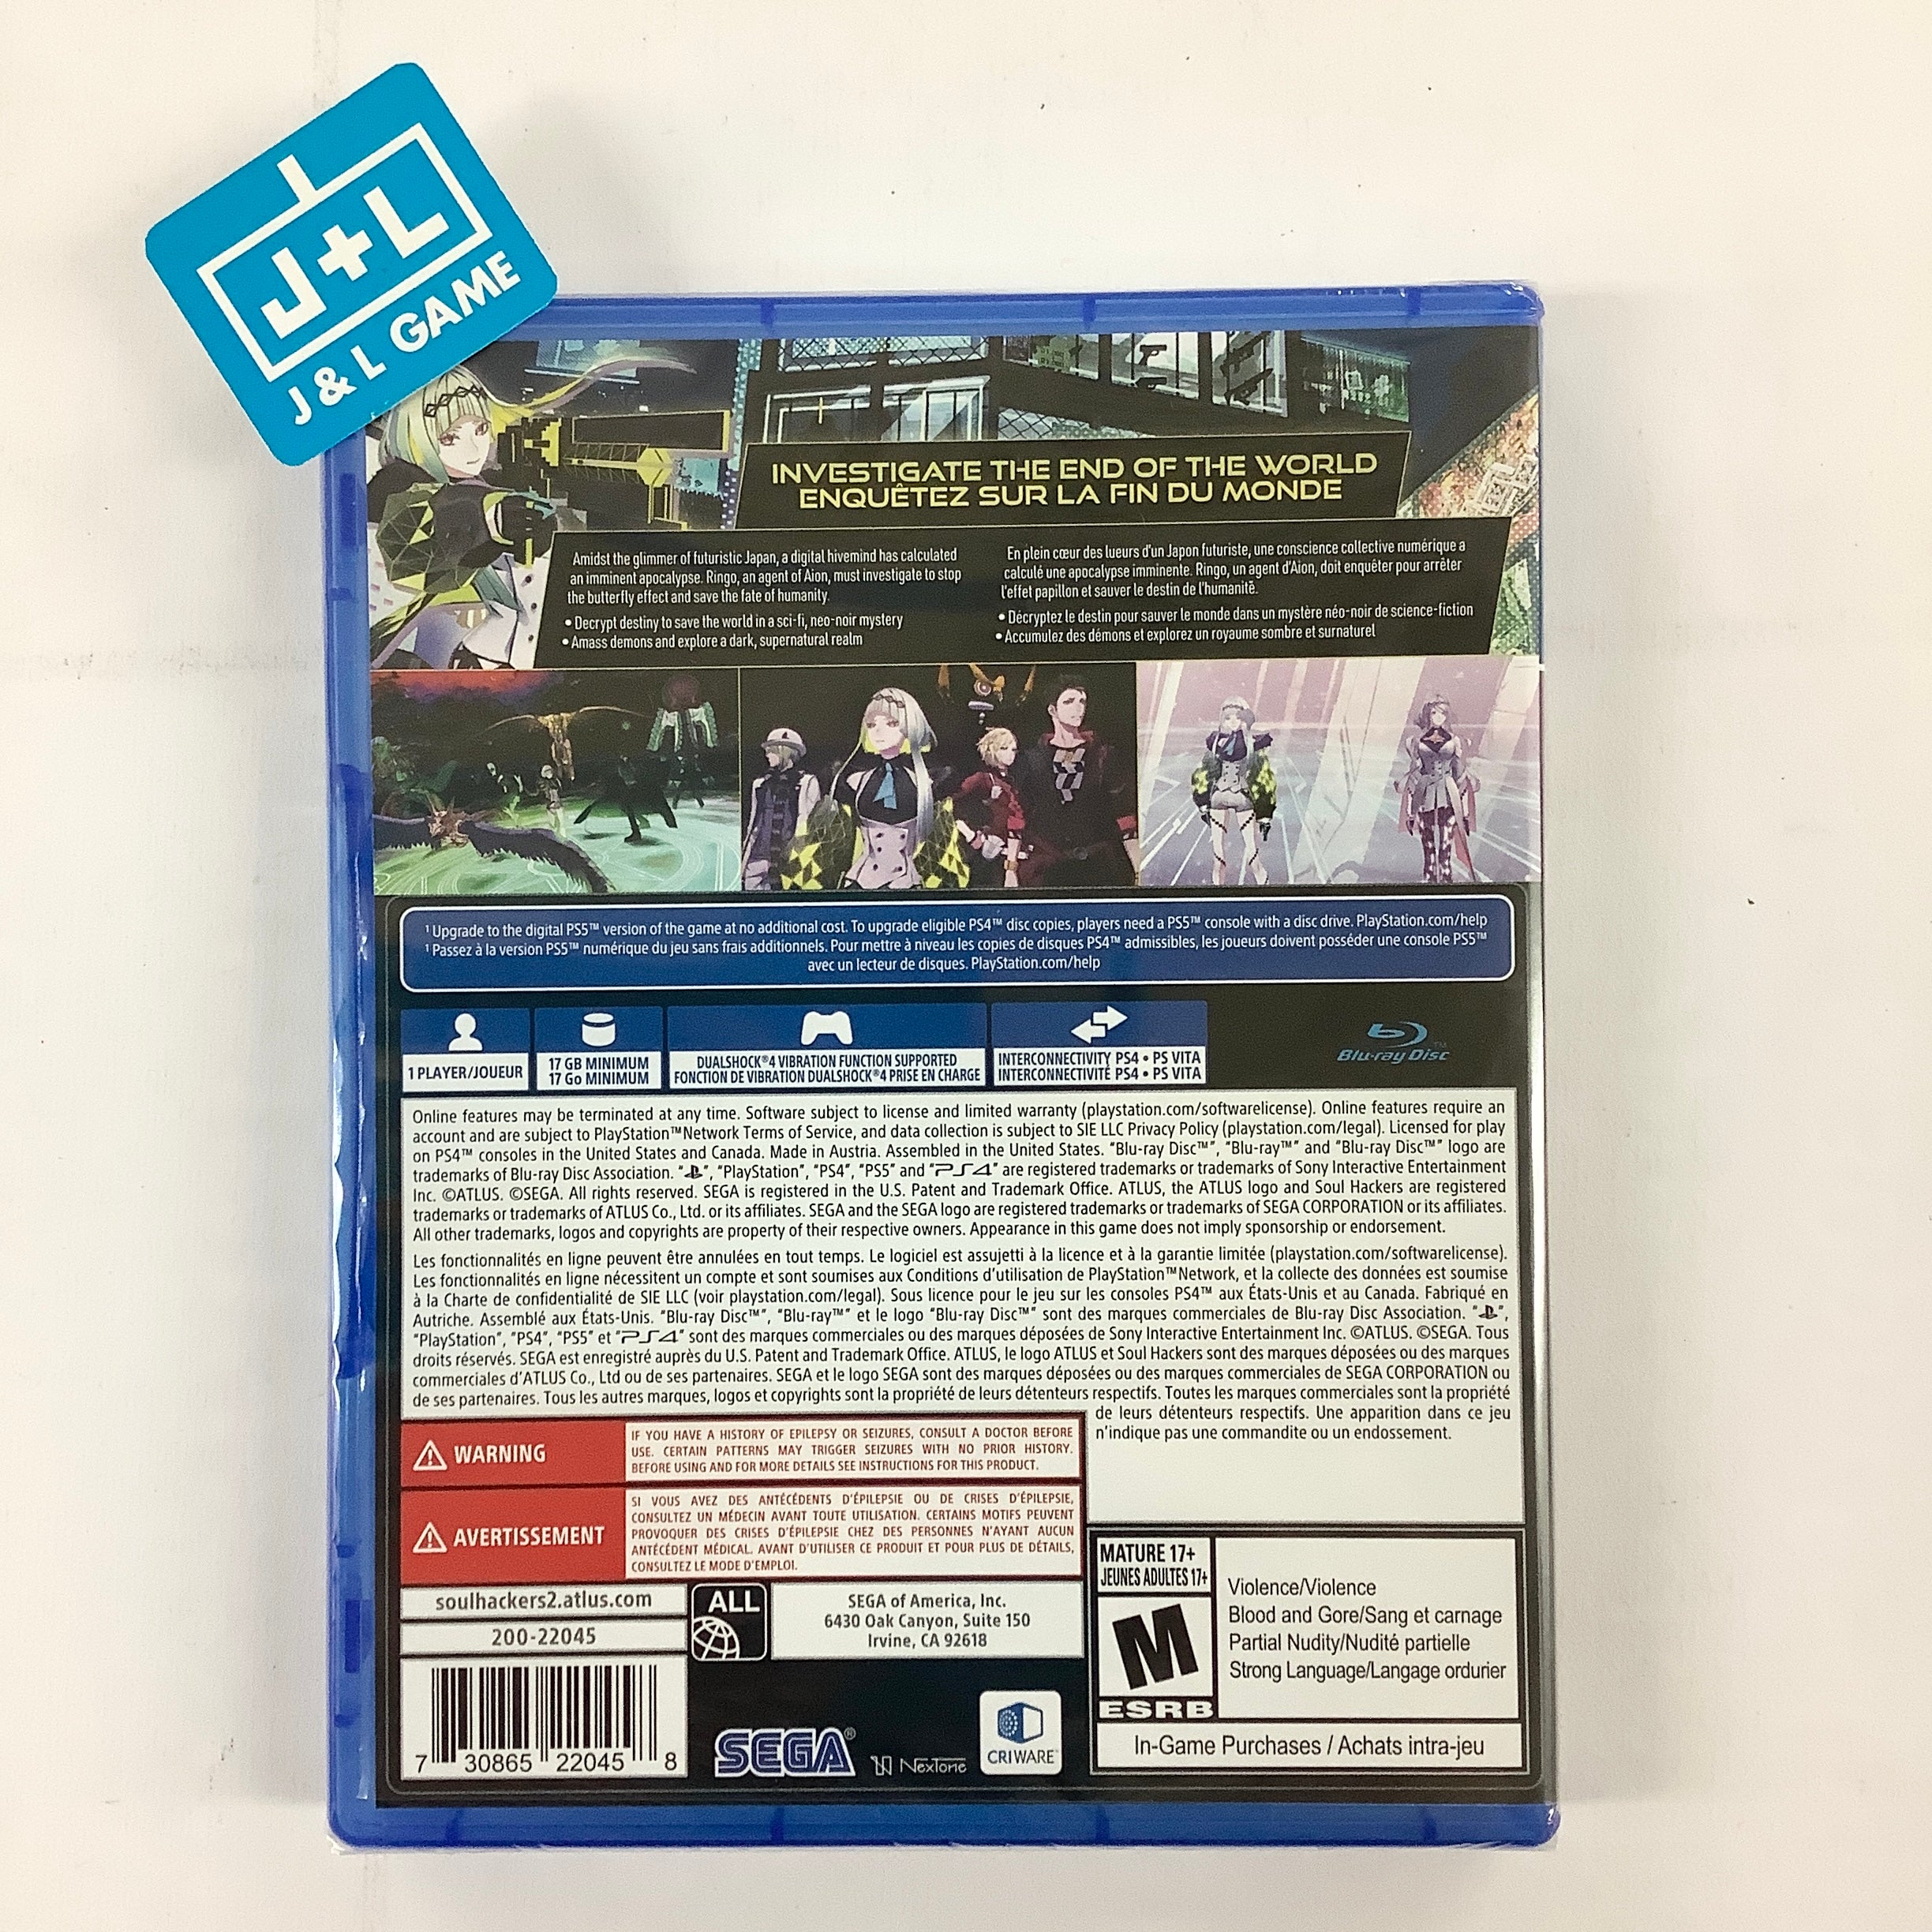 J+L
J & L GAME
INVESTIGATE THE END OF THE WORLD
ENQUÊTEZ SUR LA FIN DU MONDE
Amidst the glimmer of futuristic Japan, a digital hivemind has calculated
an imminent apocalypse. Ringo, an agent of Aion, must investigate to stop
the butterfly effect and save the fate of humanity.
• Decrypt destiny to save the world in a sci-fi, neo-noir mystery
• Amass demons and explore a dark, supernatural realm
En plein cœur des lueurs d'un Japon futuriste, une conscience collective numérique a
calculé une apocalypse imminente. Ringo, un agent d'Aion, doit enquêter pour arrêter
l'effet papillon et sauver le destin de l'humanité.
• Décryptez le destin pour sauver le monde dans un mystère néo-noir de science-fiction
• Accumulez des démons et explorez un royaume sombre et surnaturel
¹ Upgrade to the digital PS5™ version of the game at no additional cost. To upgrade eligible PS4™ disc copies, players need a PS5™ console with a disc drive. PlayStation.com/help
¹ Passez à la version PS5™ numérique du jeu sans frais additionnels. Pour mettre à niveau les copies de disques PS4™ admissibles, les joueurs doivent posséder une console PS5™
avec un lecteur de disques. PlayStation.com/help
1 PLAYER/JOUEUR
17 GB MINIMUM
17 Go MINIMUM
DUALSHOCK®4 VIBRATION FUNCTION SUPPORTED
FONCTION DE VIBRATION DUALSHOCK®4 PRISE EN CHARGE
INTERCONNECTIVITY PS4 • PS VITA
INTERCONNECTIVITÉ PS4 • PS VITA
Blu-ray Disc™
Online features may be terminated at any time. Software subject to license and limited warranty (playstation.com/softwarelicense). Online features require an
account and are subject to PlayStation™Network Terms of Service, and data collection is subject to SIE LLC Privacy Policy (playstation.com/legal). Licensed for play
on PS4™ consoles in the United States and Canada. Made in Austria. Assembled in the United States. "Blu-ray Disc™", "Blu-ray™" and "Blu-ray Disc™" logo are
trademarks of Blu-ray Disc Association. "PS", "PlayStation", "PS4", "PS5" and "PS4" are registered trademarks or trademarks of Sony Interactive Entertainment
Inc. ©ATLUS. ©SEGA. All rights reserved. SEGA is registered in the U.S. Patent and Trademark Office. ATLUS, the ATLUS logo and Soul Hackers are registered
trademarks or trademarks of ATLUS Co., Ltd. or its affiliates. SEGA and the SEGA logo are registered trademarks or trademarks of SEGA CORPORATION or its affiliates.
All other trademarks, logos and copyrights are property of their respective owners. Appearance in this game does not imply sponsorship or endorsement.
Les fonctionnalités en ligne peuvent être annulées en tout temps. Le logiciel est assujetti à la licence et à la garantie limitée (playstation.com/softwarelicense).
Les fonctionnalités en ligne nécessitent un compte et sont soumises aux Conditions d'utilisation de PlayStation™Network, et la collecte des données est soumise
à la Charte de confidentialité de SIE LLC (voir playstation.com/legal). Sous licence pour le jeu sur les consoles PS4™ aux États-Unis et au Canada. Fabriqué en
Autriche. Assemblé aux États-Unis. "Blu-ray Disc™", "Blu-ray™" et le logo "Blu-ray Disc™" sont des marques commerciales de Blu-ray Disc Association. "PS",
"PlayStation", "PS4", "PS5" et "PS4" sont des marques commerciales ou des marques déposées de Sony Interactive Entertainment Inc. ©ATLUS. ©SEGA. Tous
droits réservés. SEGA est enregistré auprès du U.S. Patent and Trademark Office. ATLUS, le logo ATLUS et Soul Hackers sont des marques déposées ou des marques
commerciales d'ATLUS Co., Ltd ou de ses partenaires. SEGA et le logo SEGA sont des marques déposées ou des marques commerciales de SEGA CORPORATION ou
de ses partenaires. Tous les autres marques, logos et copyrights sont la propriété de leurs détenteurs respectifs. Toutes les marques commerciales sont la propriété
de leurs détenteurs respectifs. Une apparition dans ce jeu
n'indique pas une commandite ou un endossement.
WARNING
IF YOU HAVE A HISTORY OF EPILEPSY OR SEIZURES, CONSULT A DOCTOR BEFORE
USE. CERTAIN PATTERNS MAY TRIGGER SEIZURES WITH NO PRIOR HISTORY.
BEFORE USING AND FOR MORE DETAILS SEE INSTRUCTIONS FOR THIS PRODUCT.
AVERTISSEMENT
SI VOUS AVEZ DES ANTÉCÉDENTS D'ÉPILEPSIE OU DE CRISES D'ÉPILEPSIE,
CONSULTEZ UN MÉDECIN AVANT TOUTE UTILISATION. CERTAINS MOTIFS PEUVENT
PROVOQUER DES CRISES D'ÉPILEPSIE CHEZ DES PERSONNES N'AYANT AUCUN
ANTÉCÉDENT MÉDICAL. AVANT D'UTILISER CE PRODUIT ET POUR PLUS DE DÉTAILS,
CONSULTEZ LE MODE D'EMPLOI.
soulhackers2.atlus.com
200-22045
ALL
SEGA of America, Inc.
6430 Oak Canyon, Suite 150
Irvine, CA 92618
7 30865 22045 8
SEGA®
NexTone
CRIWARE™
MATURE 17+
JEUNES ADULTES 17+
M
ESRB
Violence/Violence
Blood and Gore/Sang et carnage
Partial Nudity/Nudité partielle
Strong Language/Langage ordurier
In-Game Purchases / Achats intra-jeu